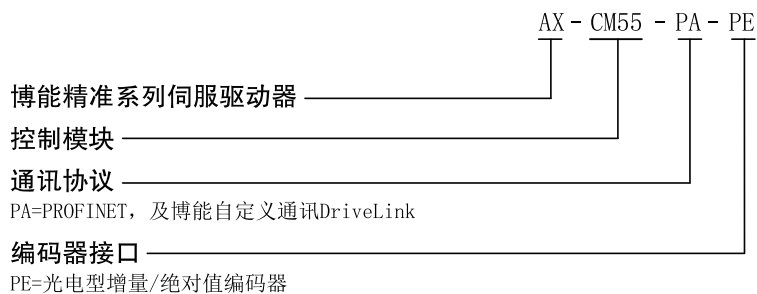 AX-CM55-PA-PE
博能精准系列伺服驱动器
控制模块
通讯协议
PA=PROFINET，及博能自定义通讯DriveLink
编码器接口
PE=光电型增量/绝对值编码器